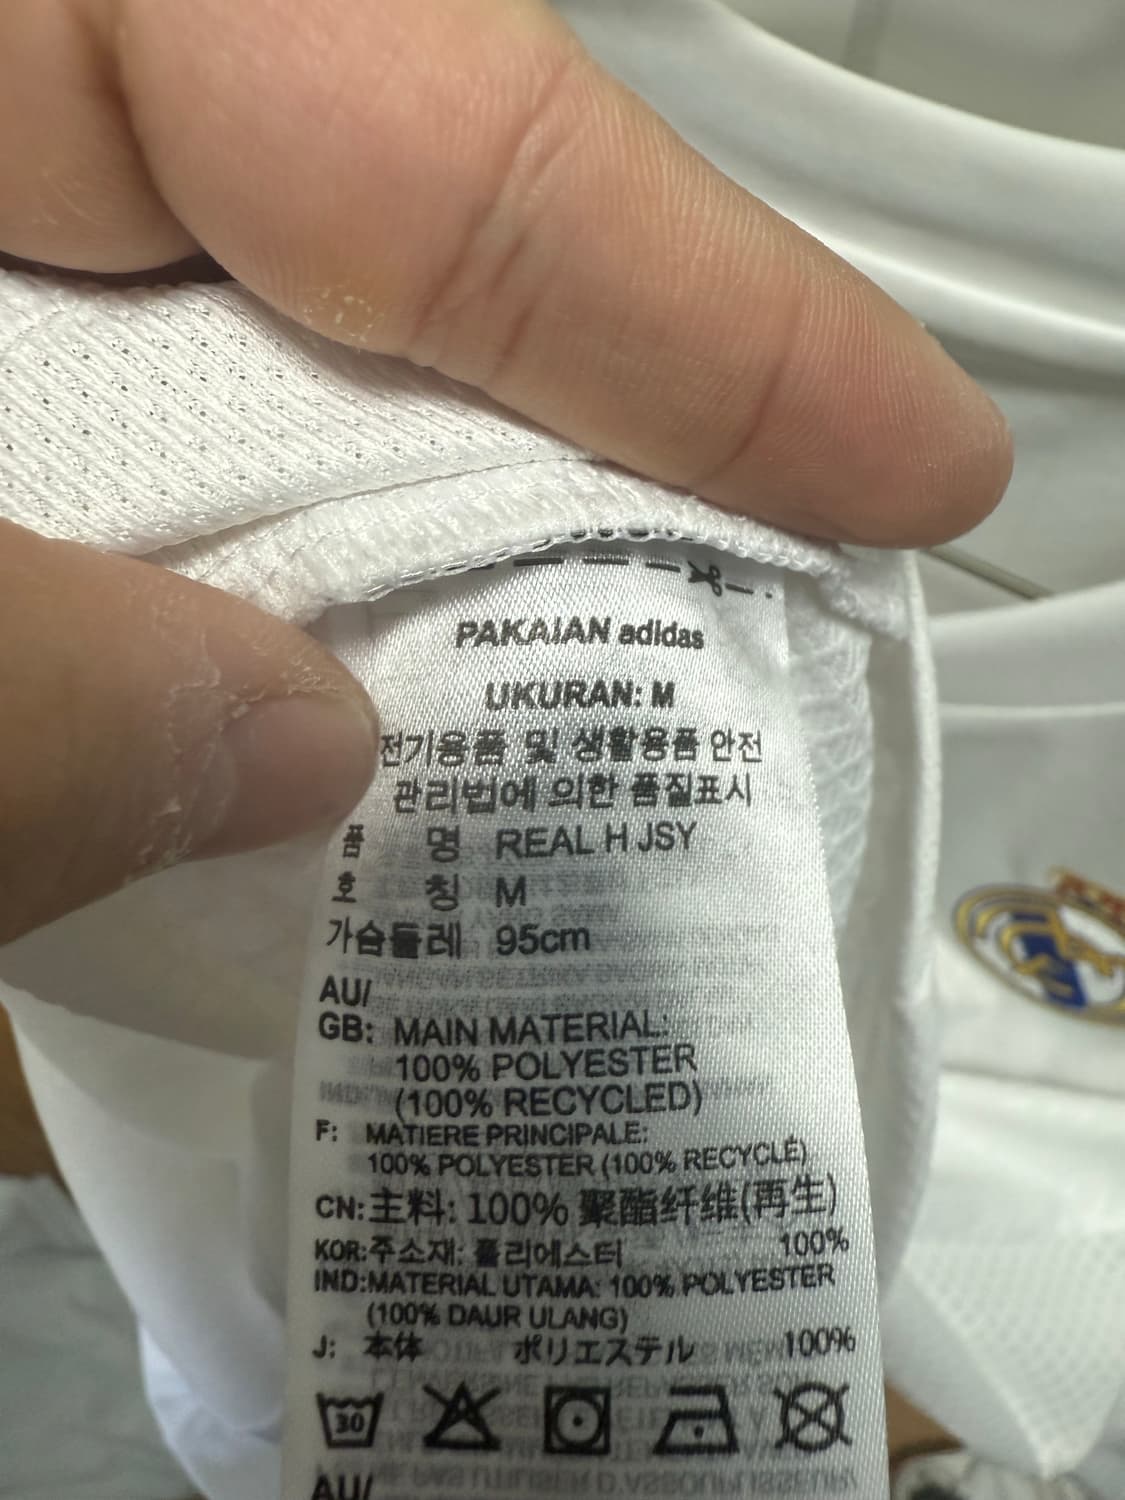 PAKAIAN adidas
UKURAN: M
전기용품 및 생활용품 안전
관리법에 의한 품질표시
품 명 REAL H JSY
호 칭 M
가슴둘레 95cm
AU/
GB: MAIN MATERIAL:
100% POLYESTER
(100% RECYCLED)
F: MATIERE PRINCIPALE:
100% POLYESTER (100% RECYCLÉ)
CN: 主料: 100% 聚酯纤维(再生)
KOR: 주소재: 폴리에스터 100%
IND: MATERIAL UTAMA: 100% POLYESTER
(100% DAUR ULANG)
J: 本体 ポリエステル 100%
30
AU/